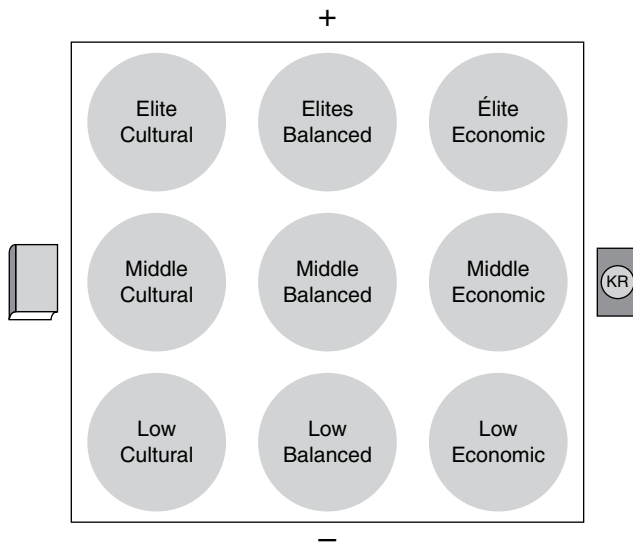 +
Elite
Cultural
Elites
Balanced
Élite
Economic
Middle
Cultural
Middle
Balanced
Middle
Economic
KR
Low
Cultural
Low
Balanced
Low
Economic
–